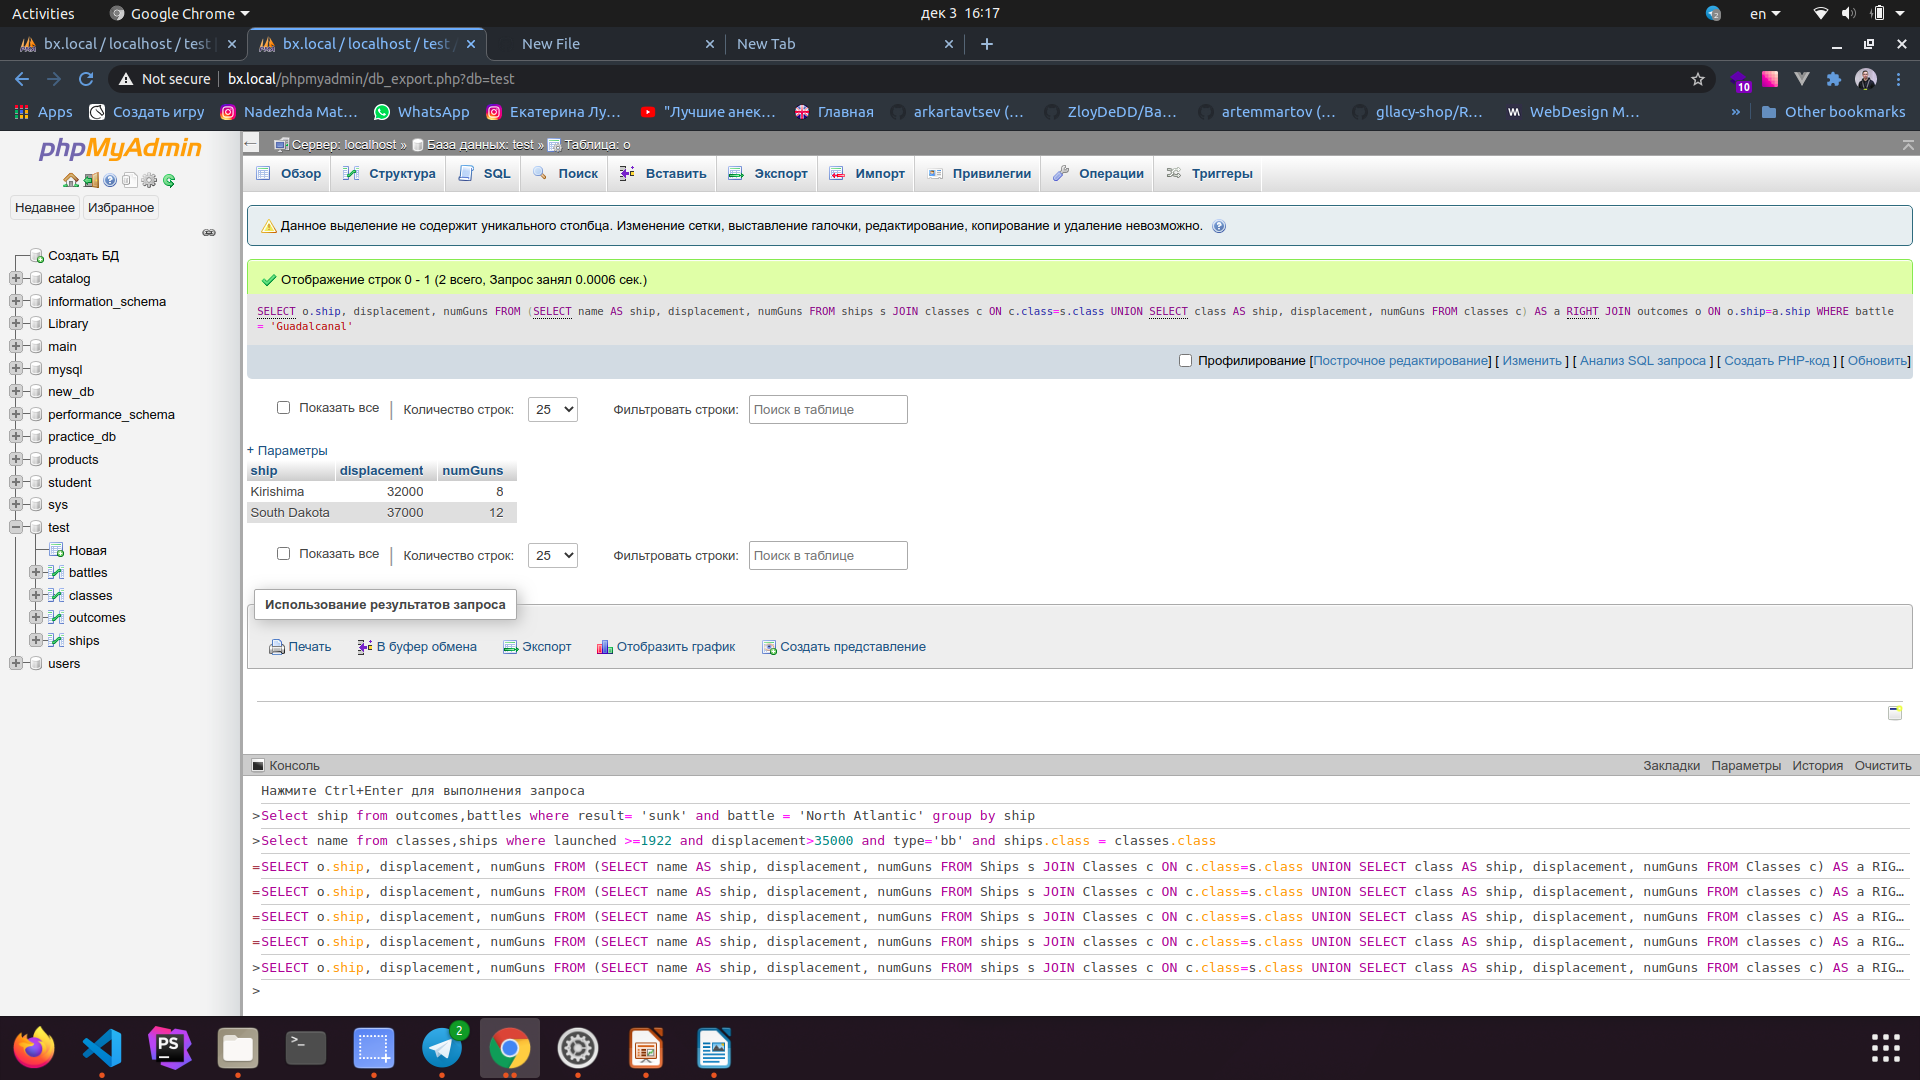 Activities
Google Chrome
дек 3 16:17
en
bx.local / localhost / test
bx.local / localhost / test /
New File
New Tab
Not secure
bx.local/phpmyadmin/db_export.php?db=test
10
Apps
Создать игру
Nadezhda Mat…
WhatsApp
Екатерина Лу…
"Лучшие анек…
Главная
arkartavtsev (…
ZloyDeDD/Ba…
artemmartov (…
gllacy-shop/R…
WebDesign M…
»
Other bookmarks
phpMyAdmin
Недавнее
Избранное
Создать БД
catalog
information_schema
Library
main
mysql
new_db
performance_schema
practice_db
products
student
sys
test
Новая
battles
classes
outcomes
ships
users
Сервер: localhost » База данных: test » Таблица: o
Обзор
Структура
SQL
Поиск
Вставить
Экспорт
Импорт
Привилегии
Операции
Триггеры
Данное выделение не содержит уникального столбца. Изменение сетки, выставление галочки, редактирование, копирование и удаление невозможно.
Отображение строк 0 - 1 (2 всего, Запрос занял 0.0006 сек.)
SELECT o.ship, displacement, numGuns FROM (SELECT name AS ship, displacement, numGuns FROM ships s JOIN classes c ON c.class=s.class UNION SELECT class AS ship, displacement, numGuns FROM classes c) AS a RIGHT JOIN outcomes o ON o.ship=a.ship WHERE battle
= 'Guadalcanal'
Профилирование [Построчное редактирование] [ Изменить ] [ Анализ SQL запроса ] [ Создать PHP-код ] [ Обновить]
Показать все | Количество строк: 25 Фильтровать строки: Поиск в таблице
+ Параметры
ship displacement numGuns
Kirishima 32000 8
South Dakota 37000 12
Показать все | Количество строк: 25 Фильтровать строки: Поиск в таблице
Использование результатов запроса
Печать
В буфер обмена
Экспорт
Отобразить график
Создать представление
Консоль
Закладки Параметры История Очистить
Нажмите Ctrl+Enter для выполнения запроса
>Select ship from outcomes,battles where result= 'sunk' and battle = 'North Atlantic' group by ship
>Select name from classes,ships where launched >=1922 and displacement>35000 and type='bb' and ships.class = classes.class
=SELECT o.ship, displacement, numGuns FROM (SELECT name AS ship, displacement, numGuns FROM Ships s JOIN Classes c ON c.class=s.class UNION SELECT class AS ship, displacement, numGuns FROM Classes c) AS a RIG…
=SELECT o.ship, displacement, numGuns FROM (SELECT name AS ship, displacement, numGuns FROM Ships s JOIN Classes c ON c.class=s.class UNION SELECT class AS ship, displacement, numGuns FROM Classes c) AS a RIG…
=SELECT o.ship, displacement, numGuns FROM (SELECT name AS ship, displacement, numGuns FROM Ships s JOIN Classes c ON c.class=s.class UNION SELECT class AS ship, displacement, numGuns FROM classes c) AS a RIG…
=SELECT o.ship, displacement, numGuns FROM (SELECT name AS ship, displacement, numGuns FROM ships s JOIN classes c ON c.class=s.class UNION SELECT class AS ship, displacement, numGuns FROM classes c) AS a RIG…
>SELECT o.ship, displacement, numGuns FROM (SELECT name AS ship, displacement, numGuns FROM ships s JOIN classes c ON c.class=s.class UNION SELECT class AS ship, displacement, numGuns FROM classes c) AS a RIG…
>
PS
>_
2